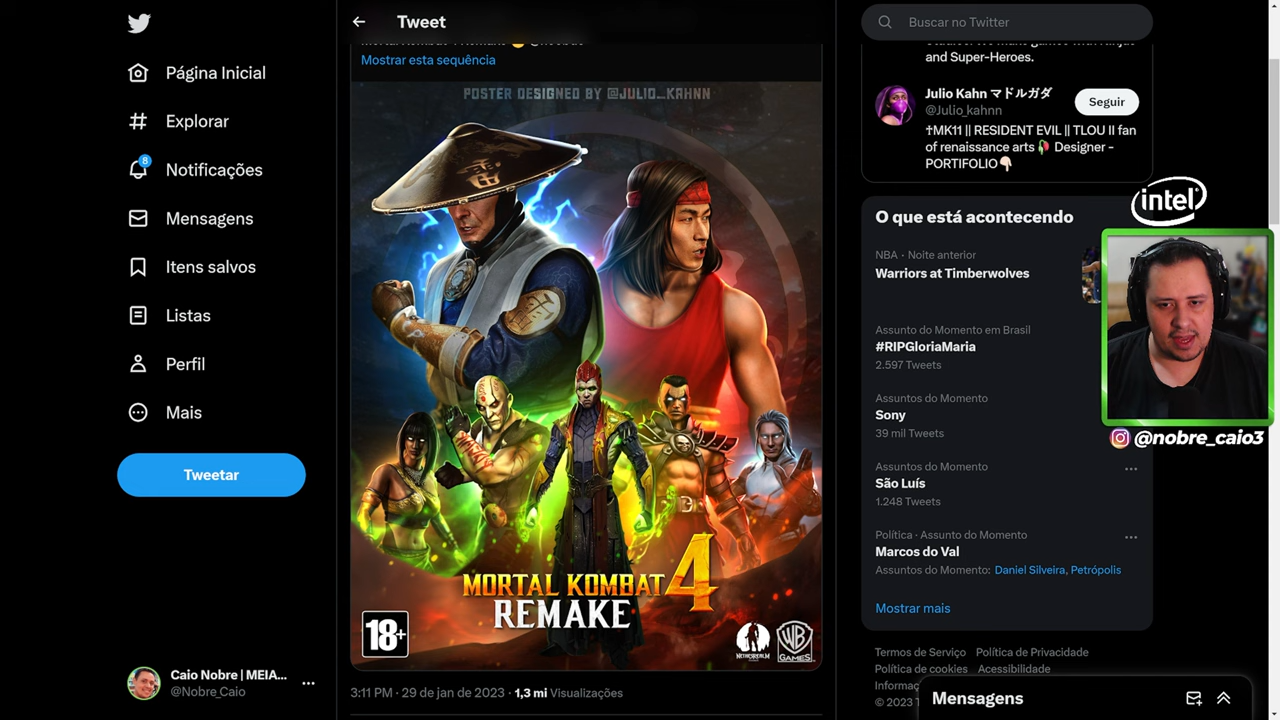 Página Inicial
Explorar
8
Notificações
Mensagens
Itens salvos
Listas
Perfil
Mais
Tweetar
Caio Nobre | MEIA...
@Nobre_Caio
Tweet
Mostrar esta sequência
POSTER DESIGNED BY @JULIO_KAHNN
MORTAL KOMBAT 4
REMAKE
18+
NETHERREALM
WB
GAMES
3:11 PM · 29 de jan de 2023 · 1,3 mi Visualizações
Buscar no Twitter
and Super-Heroes.
Julio Kahn マドルガダ
@Julio_kahnn
Seguir
✝MK11 || RESIDENT EVIL || TLOU II fan
of renaissance arts 🥀 Designer -
PORTIFOLIO👇🏻
intel
@nobre_caio3
O que está acontecendo
NBA · Noite anterior
Warriors at Timberwolves
Assunto do Momento em Brasil
#RIPGloriaMaria
2.597 Tweets
Assuntos do Momento
Sony
39 mil Tweets
Assuntos do Momento
São Luís
1.248 Tweets
Política · Assunto do Momento
Marcos do Val
Assuntos do Momento: Daniel Silveira, Petrópolis
Mostrar mais
Termos de Serviço Política de Privacidade
Política de cookies Acessibilidade
© 2023
Mensagens